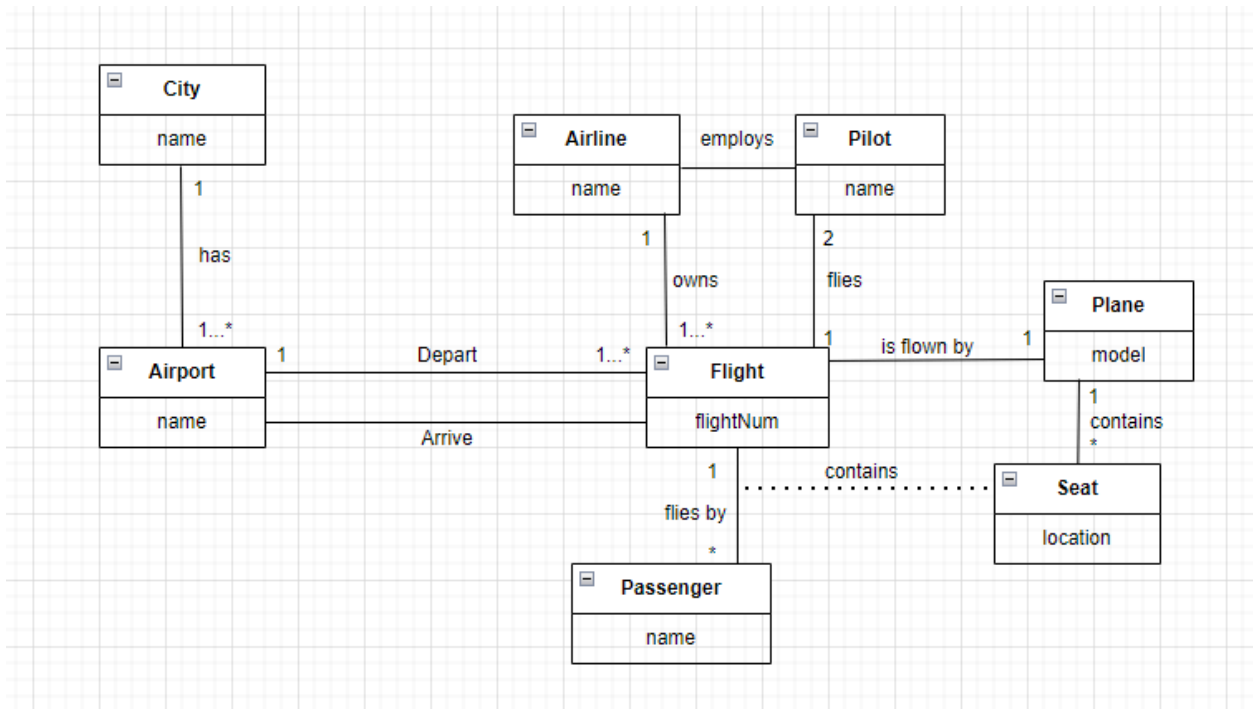 City
name
1
has
1...*
Airport
name
1
Depart
1...*
Arrive
Airline
name
employs
Pilot
name
1
owns
1...*
2
flies
1
Flight
flightNum
is flown by
1
Plane
model
1
contains
*
Seat
location
contains
1
flies by
*
Passenger
name